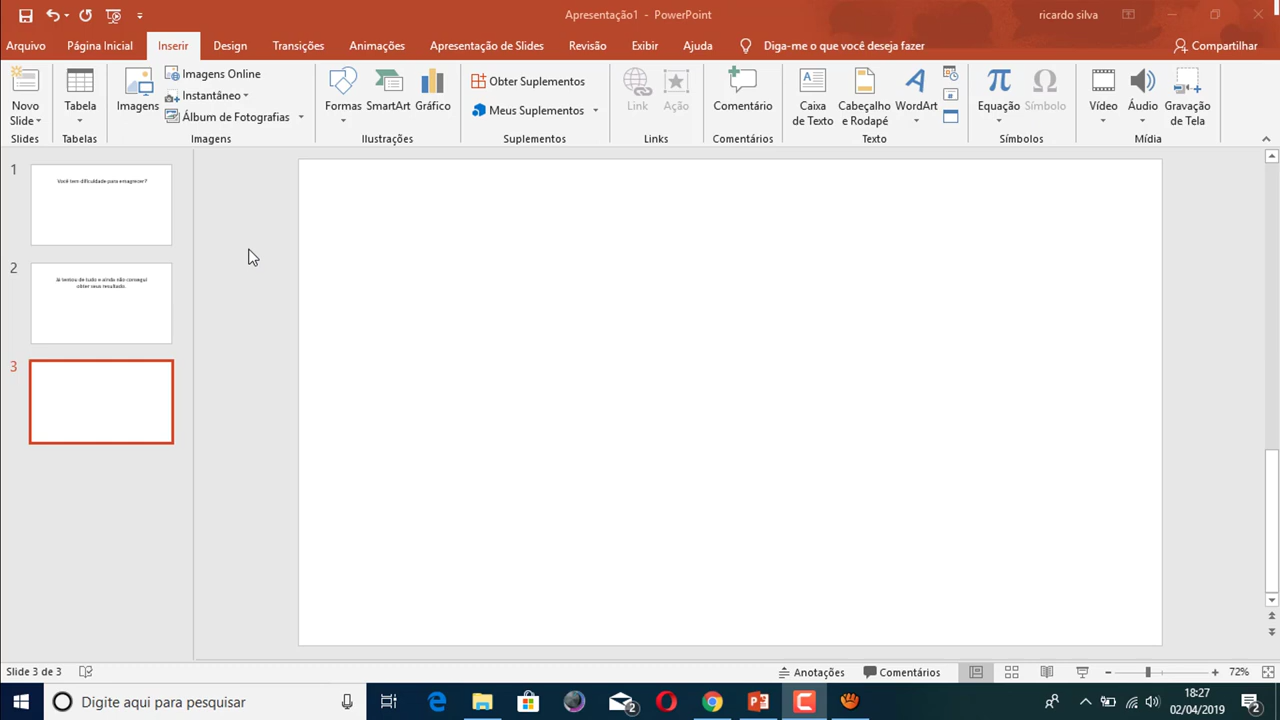 Apresentação1 - PowerPoint
ricardo silva
Arquivo Página Inicial Inserir Design Transições Animações Apresentação de Slides Revisão Exibir Ajuda Diga-me o que você deseja fazer Compartilhar
Novo Slide
Slides
Tabela
Tabelas
Imagens
Imagens Online
Instantâneo
Álbum de Fotografias
Imagens
Formas
SmartArt
Gráfico
Ilustrações
Obter Suplementos
Meus Suplementos
Suplementos
Link
Ação
Links
Comentário
Comentários
Caixa de Texto
Cabeçalho e Rodapé
WordArt
Texto
Equação
Símbolo
Símbolos
Vídeo
Áudio
Gravação de Tela
Mídia
1
Você tem dificuldade para emagrecer?
2
Já tentou de tudo e ainda não consegui
obter seus resultado.
3
Slide 3 de 3
Anotações
Comentários
72%
Digite aqui para pesquisar
2
18:27
02/04/2019
2